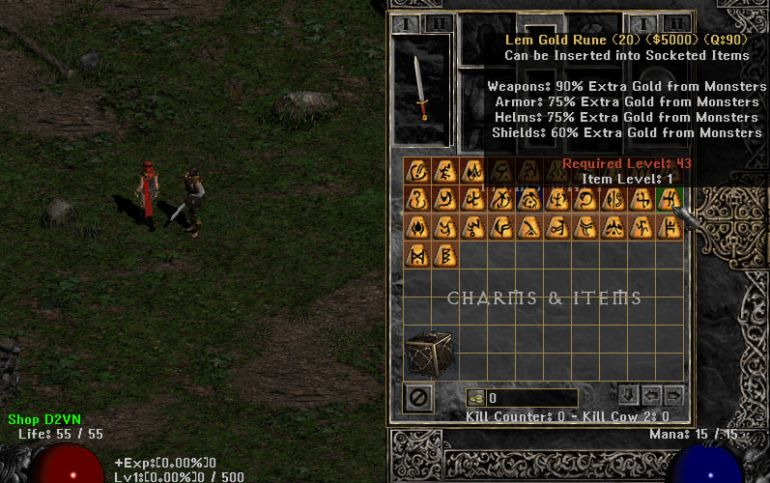 I II
I II
Lem Gold Rune (20) ($5000) (Q:90)
Can be Inserted into Socketed Items
Weapons: 90% Extra Gold from Monsters
Armor: 75% Extra Gold from Monsters
Helms: 75% Extra Gold from Monsters
Shields: 60% Extra Gold from Monsters
Required Level: 43
Item Level: 1
CHARMS & ITEMS
0
Kill Counter: 0 - Kill Cow 2: 0
Shop D2VN
Life: 55 / 55
Mana: 15 / 15
+Exp:[0.00%]0
Lv1:[0.00%]0 / 500